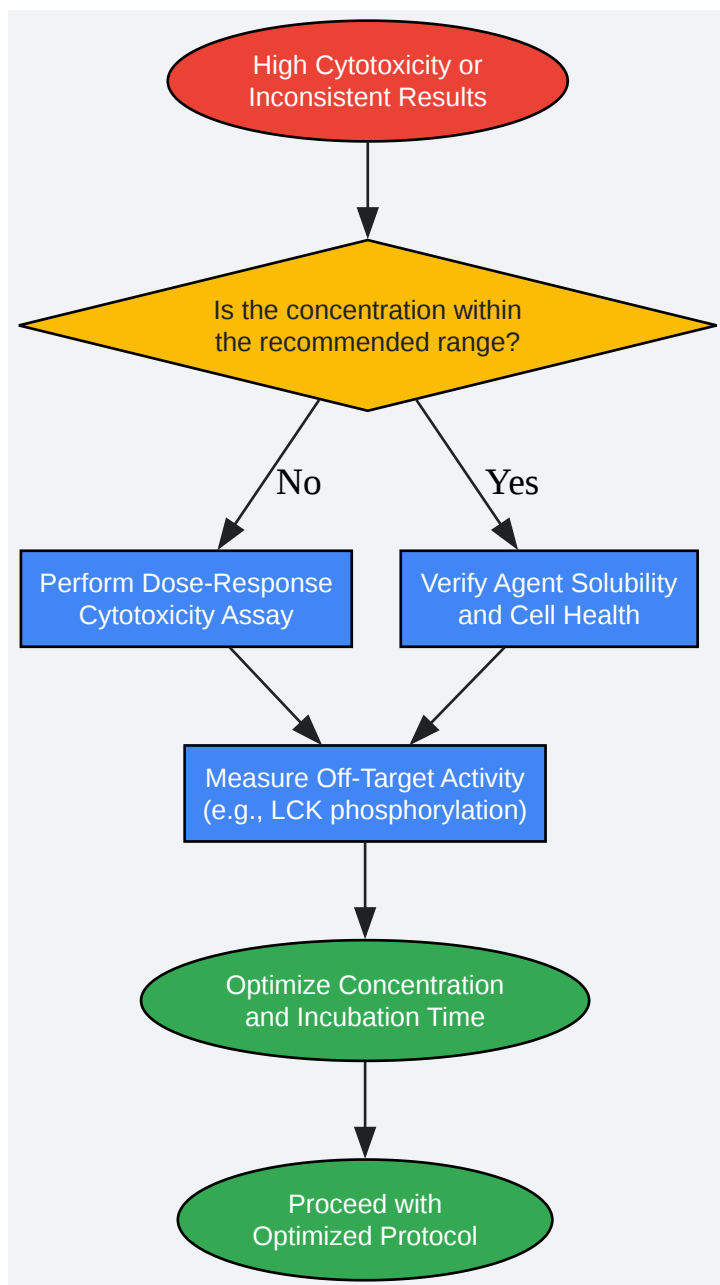 High Cytotoxicity or
Inconsistent Results
Is the concentration within
the recommended range?
No
Yes
Perform Dose-Response
Cytotoxicity Assay
Verify Agent Solubility
and Cell Health
Measure Off-Target Activity
(e.g., LCK phosphorylation)
Optimize Concentration
and Incubation Time
Proceed with
Optimized Protocol